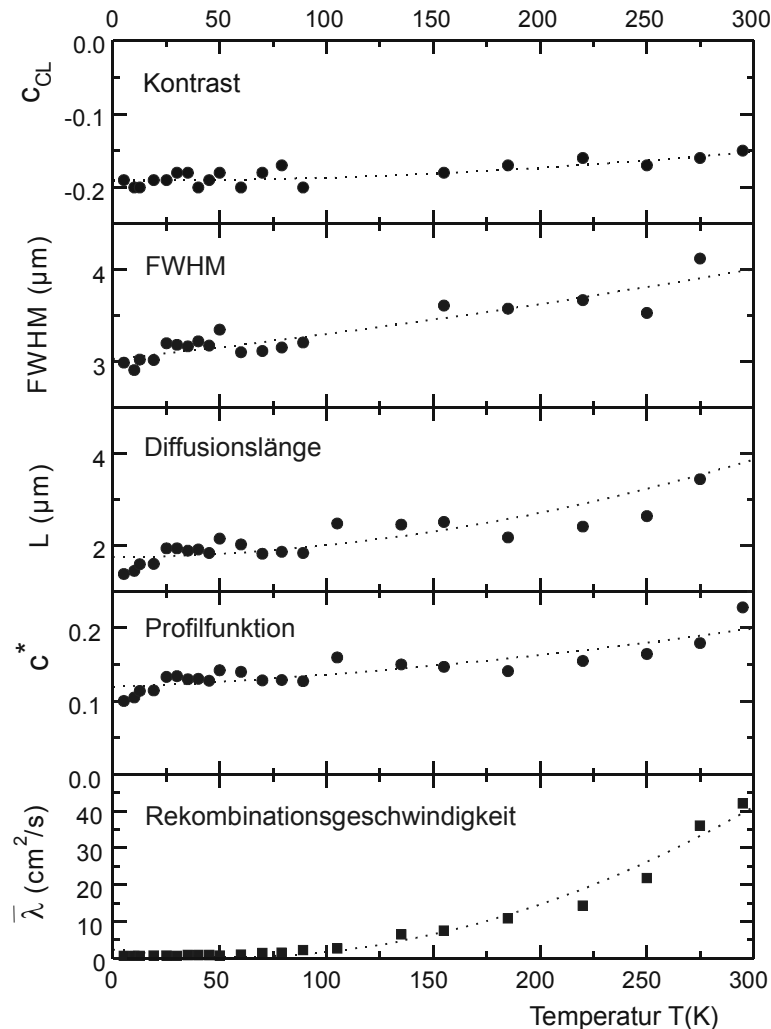 0 50 100 150 200 250 300
0.0
-0.1
-0.2
c_CL
Kontrast
4
3
FWHM (µm)
FWHM
4
2
L (µm)
Diffusionslänge
0.2
0.1
0.0
c*
Profilfunktion
40
30
20
10
0
λ̅ (cm²/s)
Rekombinationsgeschwindigkeit
0 50 100 150 200 250 300
Temperatur T(K)